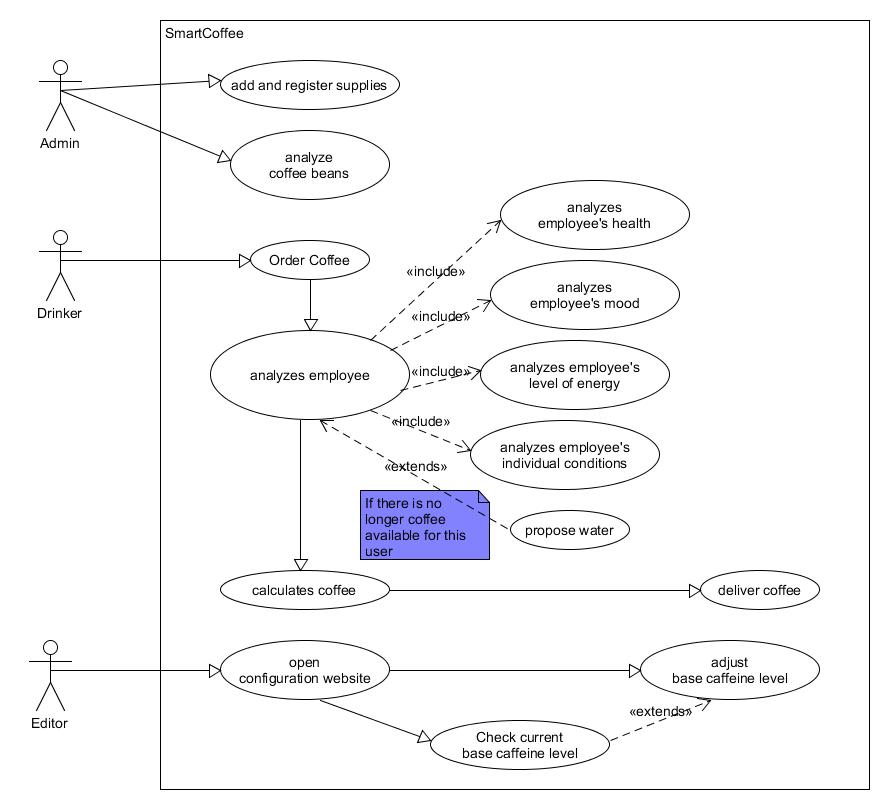 SmartCoffee
add and register supplies
Admin
analyze
coffee beans
analyzes
employee's health
Order Coffee
Drinker
«include»
analyzes
employee's mood
«include»
analyzes employee
«include»
analyzes employee's
level of energy
«include»
analyzes employee's
individual conditions
«extends»
If there is no
longer coffee
available for this
user
propose water
calculates coffee
deliver coffee
open
configuration website
adjust
base caffeine level
Editor
«extends»
Check current
base caffeine level